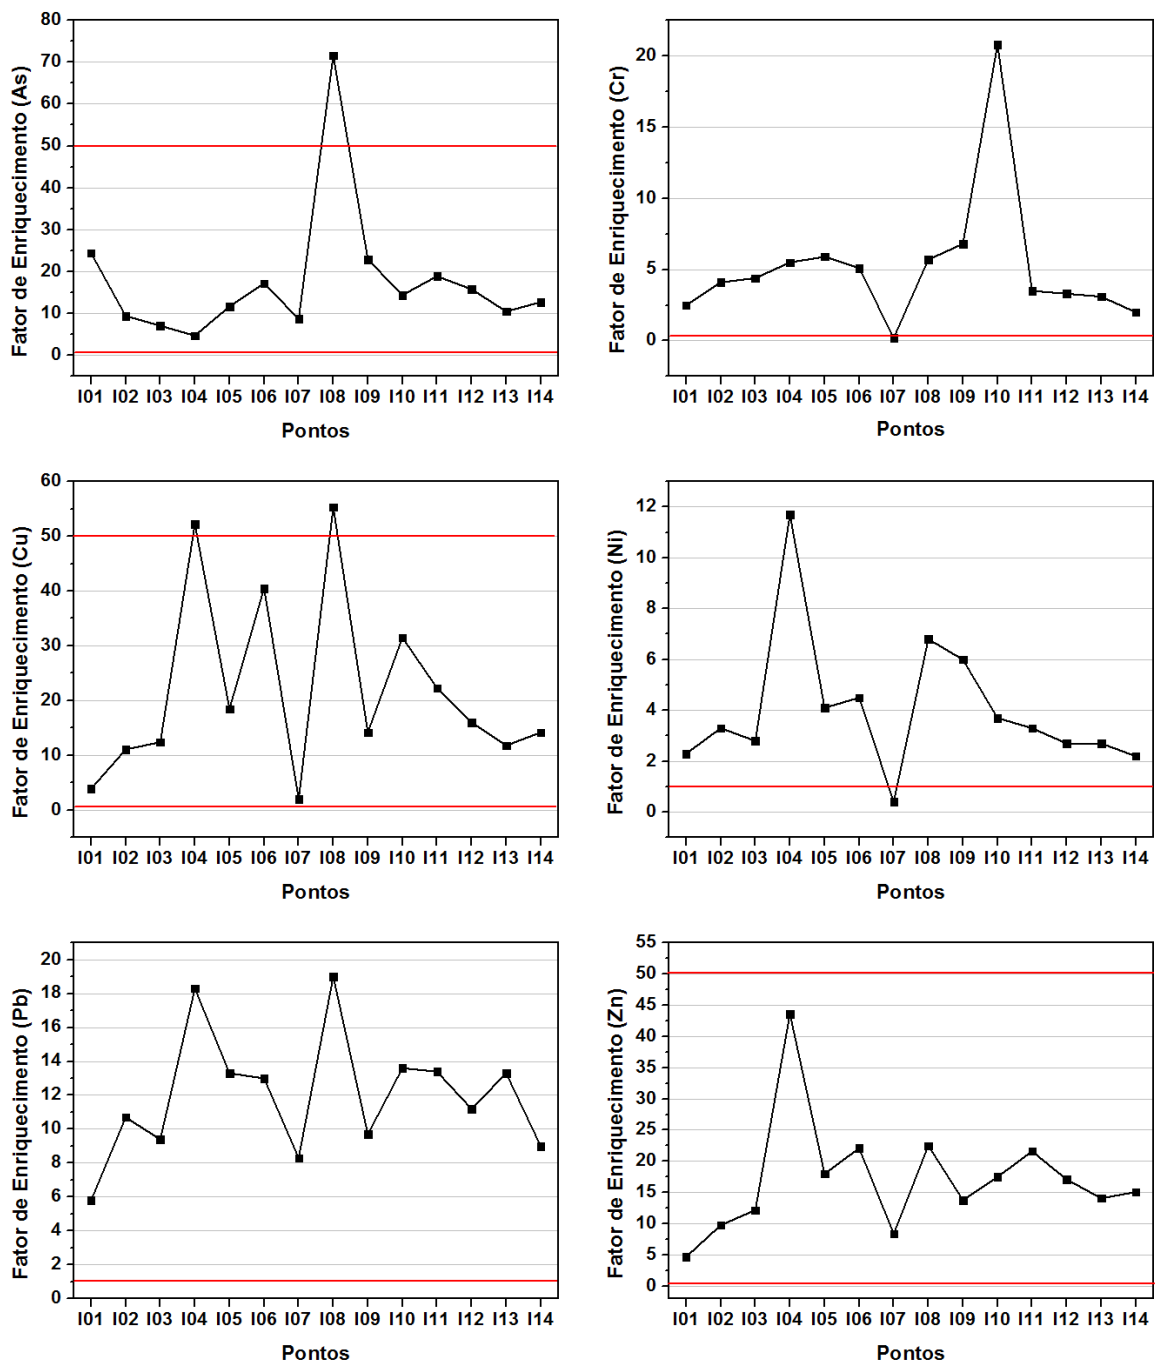 Fator de Enriquecimento (As)
80
70
60
50
40
30
20
10
0
I01 I02 I03 I04 I05 I06 I07 I08 I09 I10 I11 I12 I13 I14
Pontos
Fator de Enriquecimento (Cr)
20
15
10
5
0
I01 I02 I03 I04 I05 I06 I07 I08 I09 I10 I11 I12 I13 I14
Pontos
Fator de Enriquecimento (Cu)
60
50
40
30
20
10
0
I01 I02 I03 I04 I05 I06 I07 I08 I09 I10 I11 I12 I13 I14
Pontos
Fator de Enriquecimento (Ni)
12
10
8
6
4
2
0
I01 I02 I03 I04 I05 I06 I07 I08 I09 I10 I11 I12 I13 I14
Pontos
Fator de Enriquecimento (Pb)
20
18
16
14
12
10
8
6
4
2
0
I01 I02 I03 I04 I05 I06 I07 I08 I09 I10 I11 I12 I13 I14
Pontos
Fator de Enriquecimento (Zn)
55
50
45
40
35
30
25
20
15
10
5
0
I01 I02 I03 I04 I05 I06 I07 I08 I09 I10 I11 I12 I13 I14
Pontos